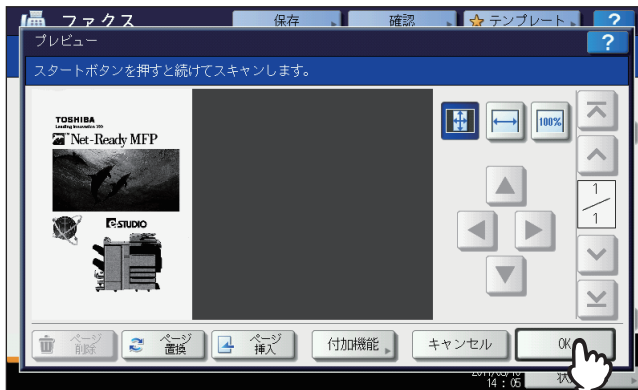 ファクス 保存 確認 テンプレート ?
プレビュー ?
スタートボタンを押すと続けてスキャンします。
TOSHIBA
Leading Innovation
Net-Ready MFP
e-STUDIO
100%
1
1
ページ削除 ページ置換 ページ挿入 付加機能 キャンセル OK
14 : 05